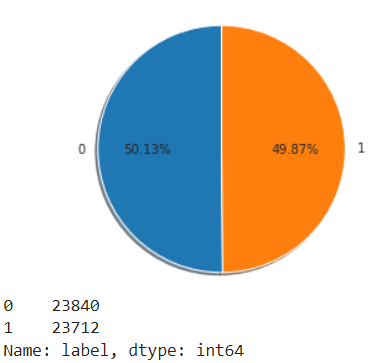 0 50.13% 49.87% 1
0    23840
1    23712
Name: label, dtype: int64